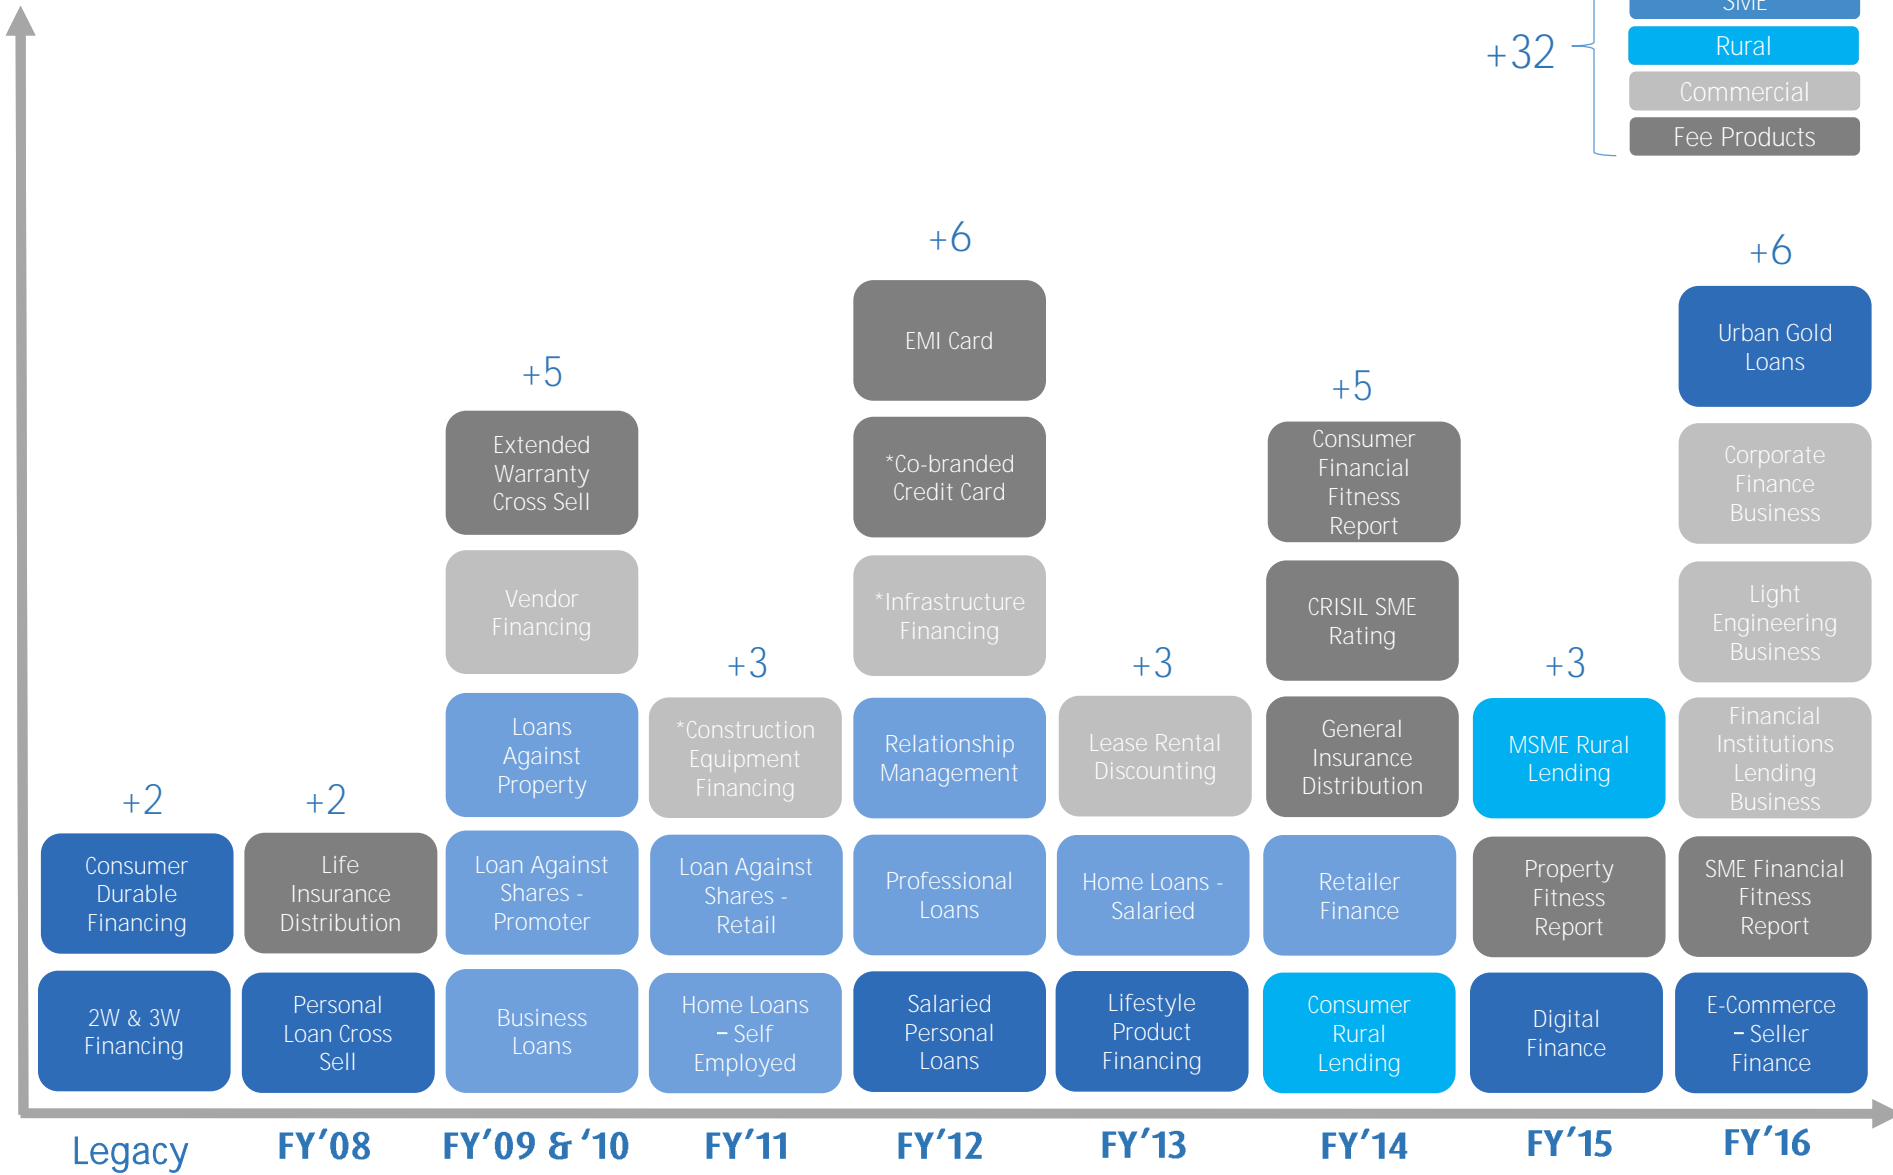 SME
Rural
Commercial
Fee Products
+32
+2
Consumer
Durable
Financing
2W & 3W
Financing
Legacy
+2
Life
Insurance
Distribution
Personal
Loan Cross
Sell
FY'08
+5
Extended
Warranty
Cross Sell
Vendor
Financing
Loans
Against
Property
Loan Against
Shares -
Promoter
Business
Loans
FY'09 & '10
+3
*Construction
Equipment
Financing
Loan Against
Shares -
Retail
Home Loans
– Self
Employed
FY'11
+6
EMI Card
*Co-branded
Credit Card
*Infrastructure
Financing
Relationship
Management
Professional
Loans
Salaried
Personal
Loans
FY'12
+3
Lease Rental
Discounting
Home Loans -
Salaried
Lifestyle
Product
Financing
FY'13
+5
Consumer
Financial
Fitness
Report
CRISIL SME
Rating
General
Insurance
Distribution
Retailer
Finance
Consumer
Rural
Lending
FY'14
+3
MSME Rural
Lending
Property
Fitness
Report
Digital
Finance
FY'15
+6
Urban Gold
Loans
Corporate
Finance
Business
Light
Engineering
Business
Financial
Institutions
Lending
Business
SME Financial
Fitness
Report
E-Commerce
– Seller
Finance
FY'16